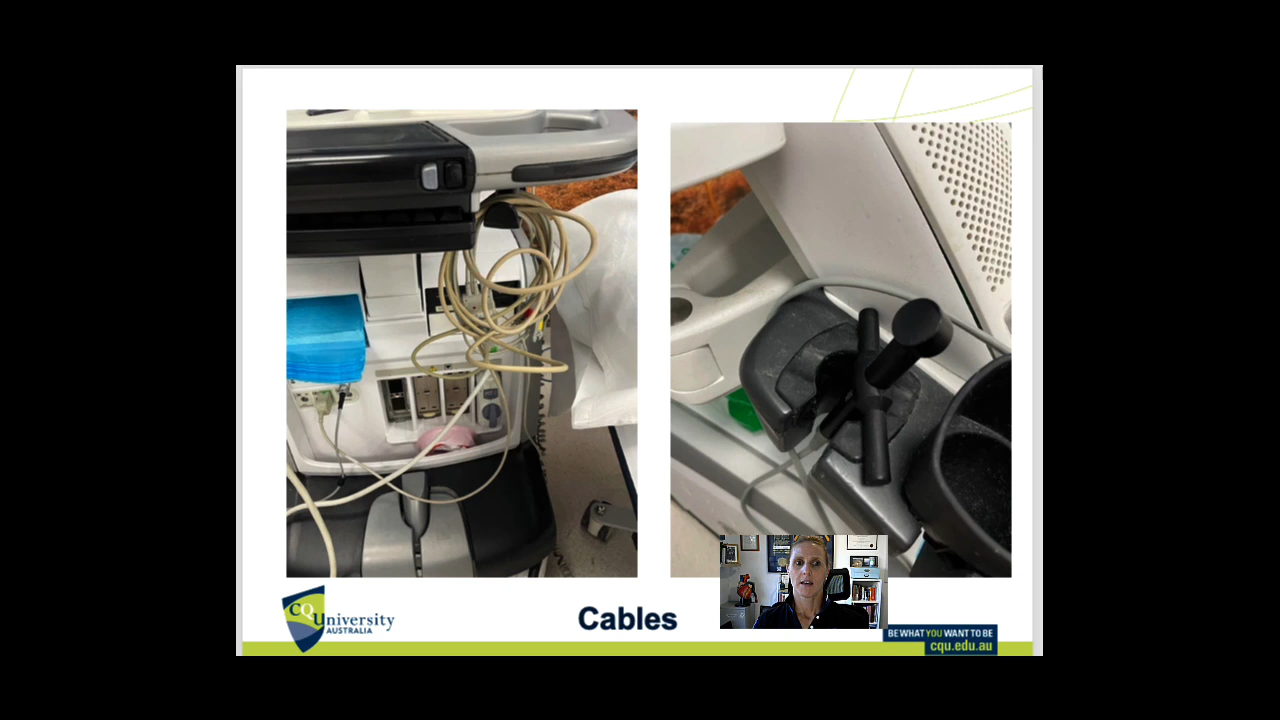 CQUniversity
AUSTRALIA
Cables
BE WHAT YOU WANT TO BE
cqu.edu.au